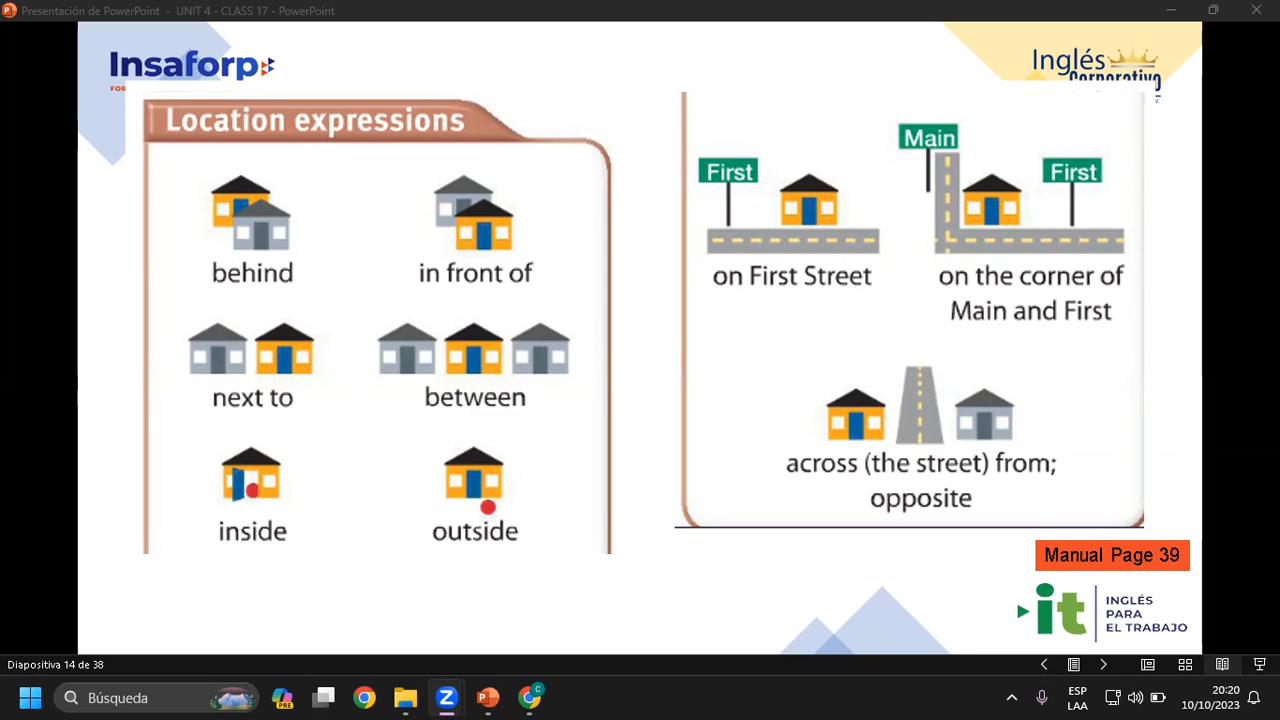 Presentación de PowerPoint - UNIT 4 - CLASS 17 - PowerPoint
Insaforp
FOR
Inglés
Corporativo
Location expressions
behind
in front of
next to
between
inside
outside
First
on First Street
Main
First
on the corner of
Main and First
across (the street) from;
opposite
Manual Page 39
it
INGLÉS
PARA
EL TRABAJO
Diapositiva 14 de 38
Búsqueda
PRE
Z
P
C
ESP
LAA
20:20
10/10/2023